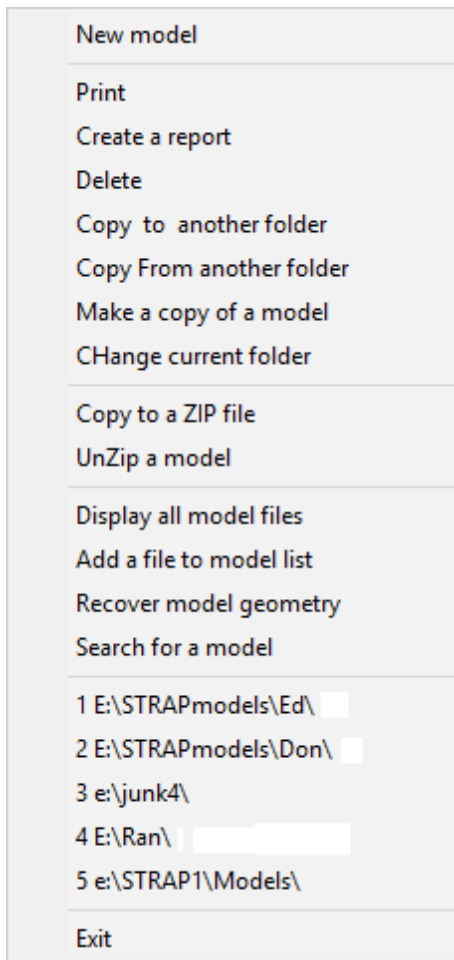 New model
Print
Create a report
Delete
Copy  to  another folder
Copy From another folder
Make a copy of a model
CHange current folder
Copy to a ZIP file
UnZip a model
Display all model files
Add a file to model list
Recover model geometry
Search for a model
1 E:\STRAPmodels\Ed\
2 E:\STRAPmodels\Don\
3 e:\junk4\
4 E:\Ran\
5 e:\STRAP1\Models\
Exit